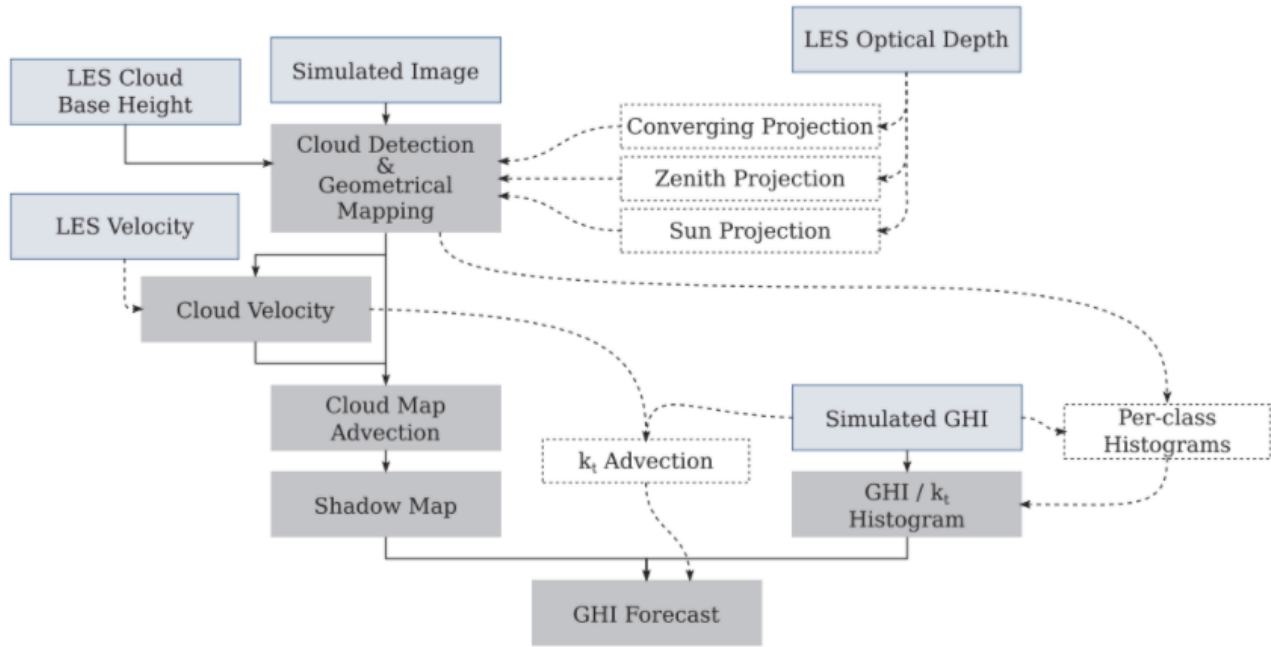 LES Optical Depth
Simulated Image
LES Cloud
Base Height
Converging Projection
Cloud Detection
&
Geometrical
Mapping
Zenith Projection
LES Velocity
Sun Projection
Cloud Velocity
Cloud Map
Advection
Simulated GHI
Per-class
Histograms
kt Advection
Shadow Map
GHI / kt
Histogram
GHI Forecast